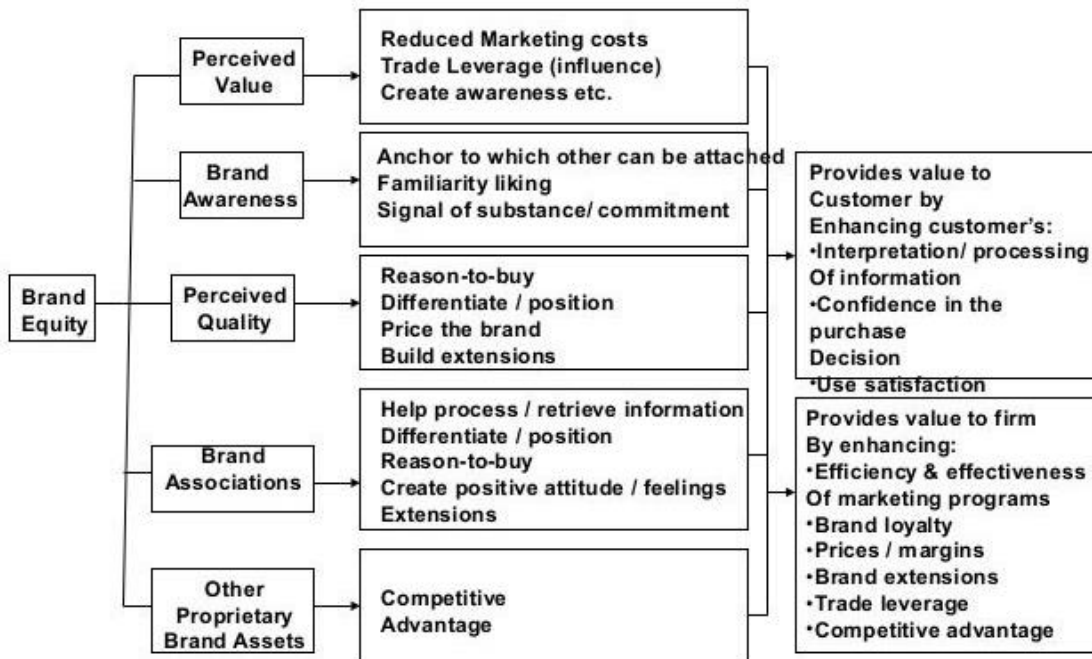 Brand
Equity
Perceived
Value
Reduced Marketing costs
Trade Leverage (influence)
Create awareness etc.
Brand
Awareness
Anchor to which other can be attached
Familiarity liking
Signal of substance/ commitment
Perceived
Quality
Reason-to-buy
Differentiate / position
Price the brand
Build extensions
Brand
Associations
Help process / retrieve information
Differentiate / position
Reason-to-buy
Create positive attitude / feelings
Extensions
Other
Proprietary
Brand Assets
Competitive
Advantage
Provides value to
Customer by
Enhancing customer's:
•Interpretation/ processing
Of information
•Confidence in the
purchase
Decision
•Use satisfaction
Provides value to firm
By enhancing:
•Efficiency & effectiveness
Of marketing programs
•Brand loyalty
•Prices / margins
•Brand extensions
•Trade leverage
•Competitive advantage